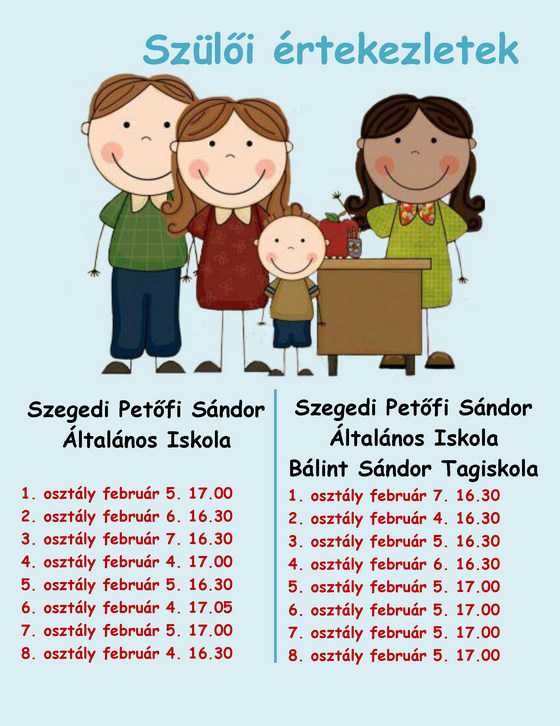 Szülői értekezletek
Szegedi Petőfi Sándor
Általános Iskola
1. osztály február 5. 17.00
2. osztály február 6. 16.30
3. osztály február 7. 16.30
4. osztály február 4. 17.00
5. osztály február 5. 16.30
6. osztály február 4. 17.05
7. osztály február 5. 17.00
8. osztály február 4. 16.30
Szegedi Petőfi Sándor
Általános Iskola
Bálint Sándor Tagiskola
1. osztály február 7. 16.30
2. osztály február 4. 16.30
3. osztály február 5. 16.30
4. osztály február 6. 16.30
5. osztály február 5. 17.00
6. osztály február 5. 17.00
7. osztály február 5. 17.00
8. osztály február 5. 17.00